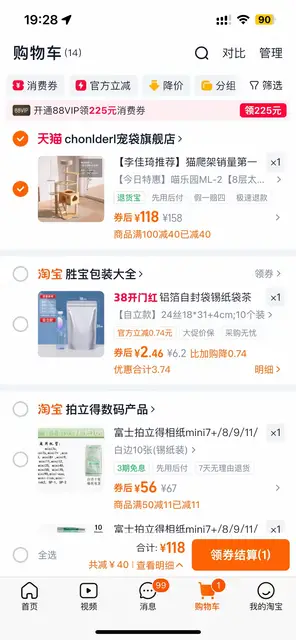 19:28
90
购物车(14)
对比
管理
消费券
官方立减
降价
分组
筛选
88VIP
开通88VIP领225元消费券
领225元
天猫 chonlderl宠袋旗舰店>
【李佳琦推荐】猫爬架销量第一
×1
【今日特惠】喵乐园ML-2【8层太...
退货宝 先用后付 假一赔四 极速退款
券后¥118 ¥158
商品满100减40已减40
淘宝 胜宝包装大全>
领券>
38开门红 铝箔自封袋锡纸袋茶
×1
【自立款】24丝18*31+4cm;10个装
官方立减0.74元 大促价保 采购无忧
券后¥2.46 ¥6.2 比加购降0.74
优惠合计3.74
明细>
淘宝 拍立得数码产品>
富士拍立得相纸mini7+/8/9/11/
×1
白边10张(锡纸装)
3期免息 先用后付 7天无理由退货
券后¥56 ¥67
商品满50减11已减11
10
富士拍立得相纸mini7+/8/9/11/
×1
全选
合计:¥118
共减¥40 查看明细
领券结算(1)
首页
视频
99
消息
1
购物车
我的淘宝